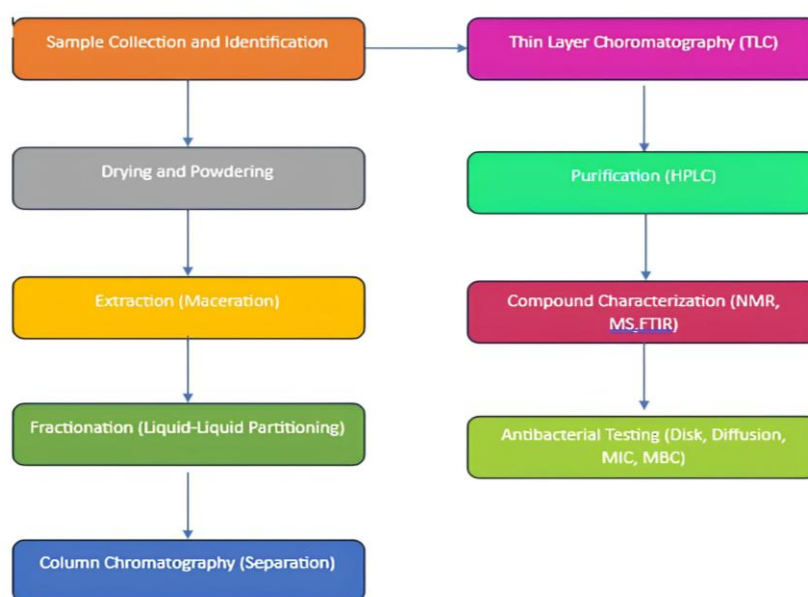 Sample Collection and Identification
Drying and Powdering
Extraction (Maceration)
Fractionation (Liquid-Liquid Partitioning)
Column Chromatography (Separation)
Thin Layer Choromatography (TLC)
Purification (HPLC)
Compound Characterization (NMR,
MS,FTIR)
Antibacterial Testing (Disk, Diffusion,
MIC, MBC)